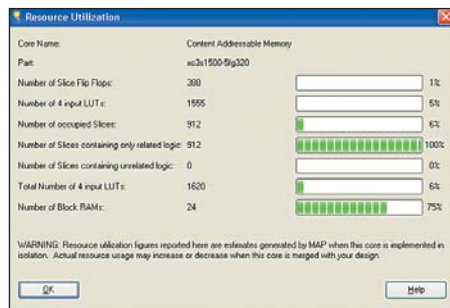 Resource Utilization
Core Name: Content Addressable Memory
Part: xc3s1500-5fg320
Number of Slice Flip Flops: 388 1%
Number of 4 input LUTs: 1555 5%
Number of occupied Slices: 912 6%
Number of Slices containing only related logic: 912 100%
Number of Slices containing unrelated logic: 0 0%
Total Number of 4 input LUTs: 1620 6%
Number of Block RAMs: 24 75%
WARNING: Resource utilization figures reported here are estimates generated by MAP when this core is implemented in
isolation. Actual resource usage may increase or decrease when this core is merged with your design.
OK Help